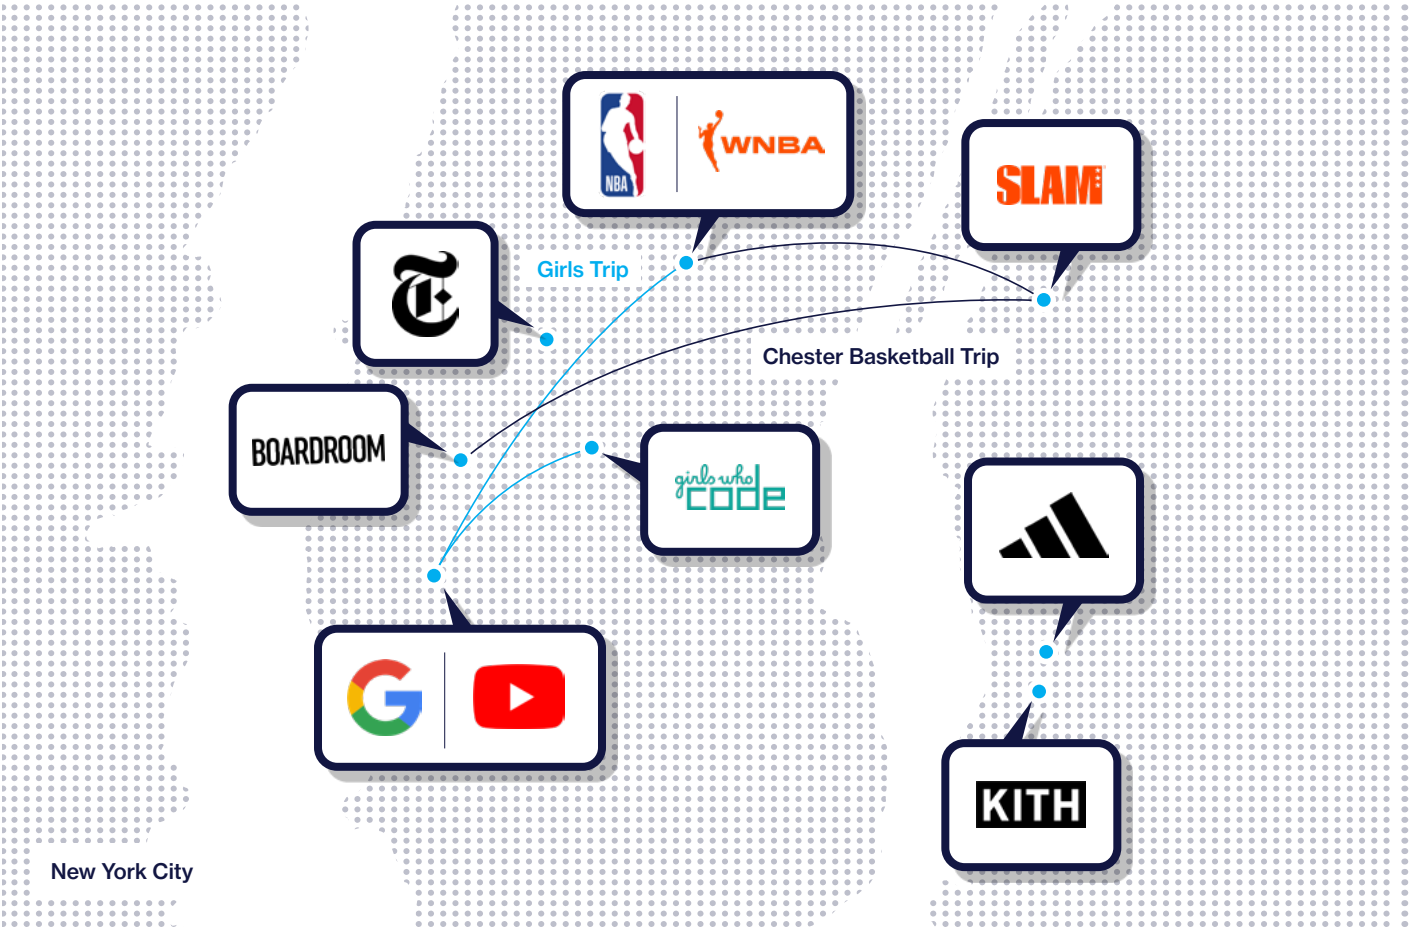 NBA
WNBA
SLAM
T
Girls Trip
Chester Basketball Trip
BOARDROOM
girls who
code
G
KITH
New York City